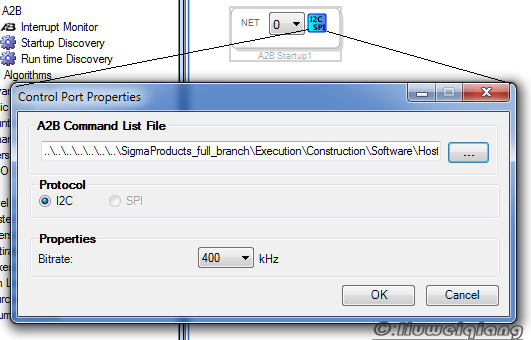 A2B
Interrupt Monitor
Startup Discovery
Run time Discovery
Algorithms
NET 0 I2C SPI
A2B Startup1
Control Port Properties
A2B Command List File
..\..\..\..\..\..\..\SigmaProducts_full_branch\Execution\Construction\Software\Host
...
Protocol
I2C SPI
Properties
Bitrate: 400 kHz
OK Cancel
©:liuweiqiang